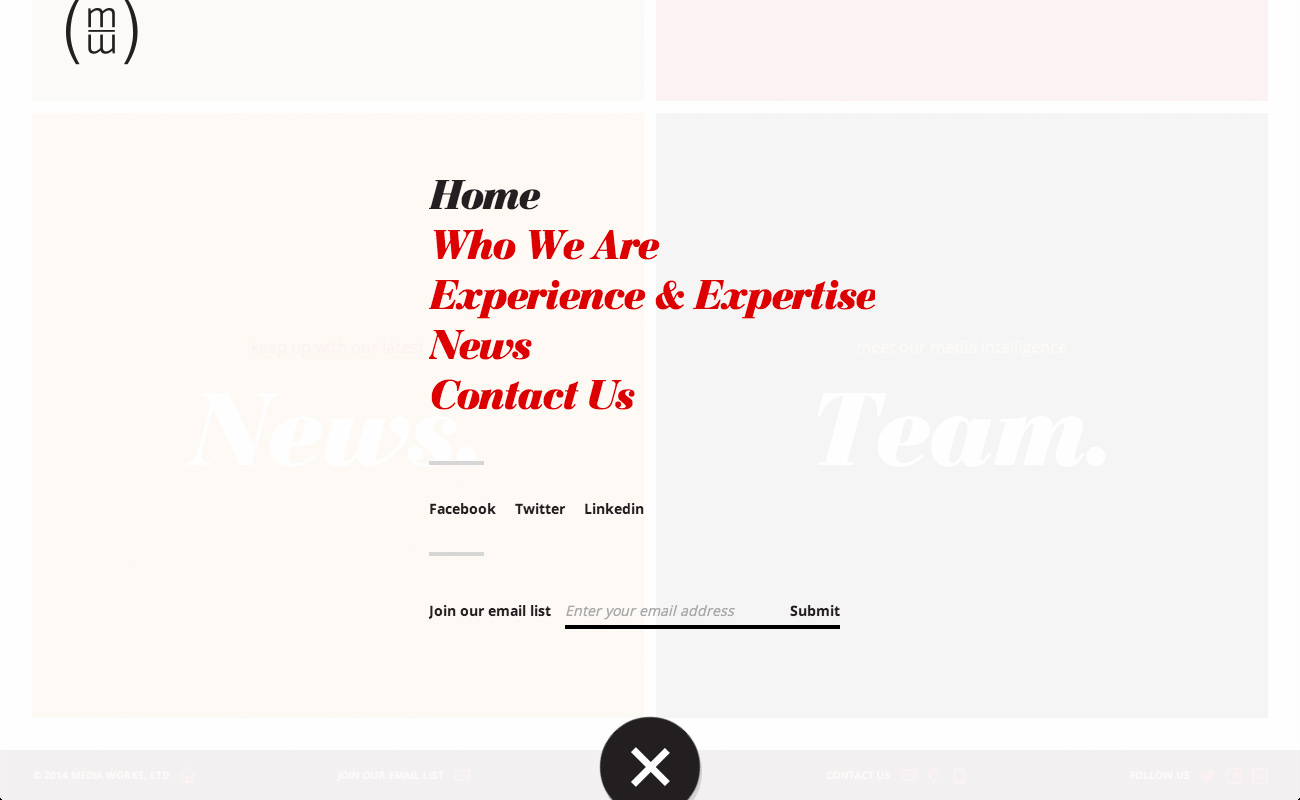 m
w
Home
Who We Are
Experience & Expertise
News
Contact Us
keep up with our latest
meet our media intelligence
News.
Team.
Facebook Twitter Linkedin
Join our email list Enter your email address Submit
© 2014 MEDIA WORKS, LTD JOIN OUR EMAIL LIST CONTACT US FOLLOW US